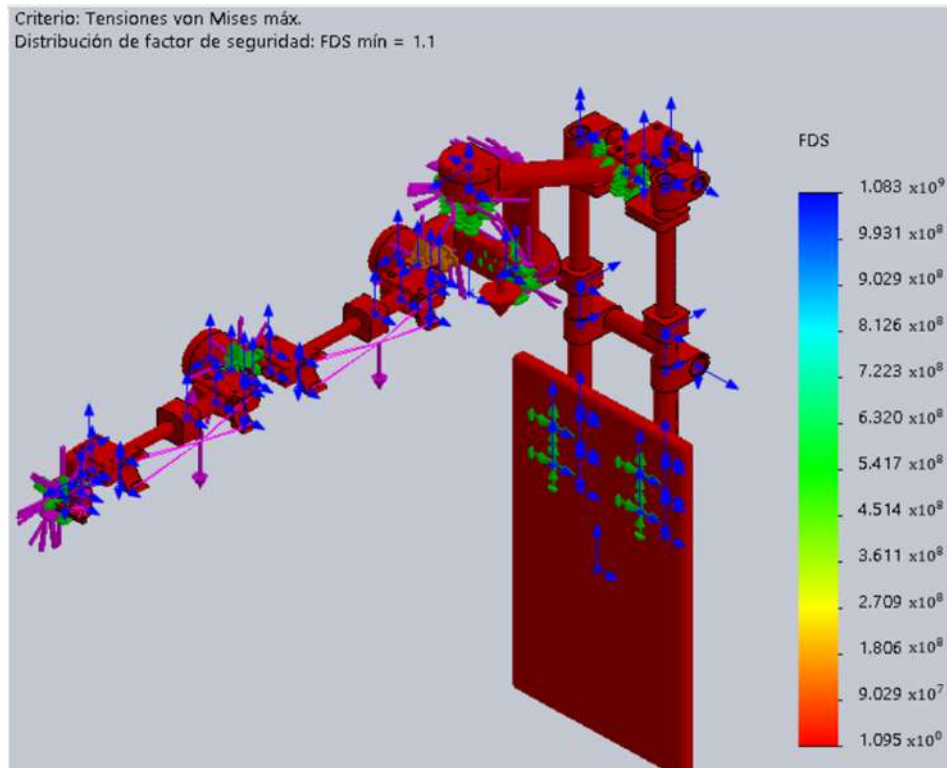 Criterio: Tensiones von Mises máx.
Distribución de factor de seguridad: FDS mín = 1.1
FDS
1.083 x10⁹
9.931 x10⁸
9.029 x10⁸
8.126 x10⁸
7.223 x10⁸
6.320 x10⁸
5.417 x10⁸
4.514 x10⁸
3.611 x10⁸
2.709 x10⁸
1.806 x10⁸
9.029 x10⁷
1.095 x10⁰